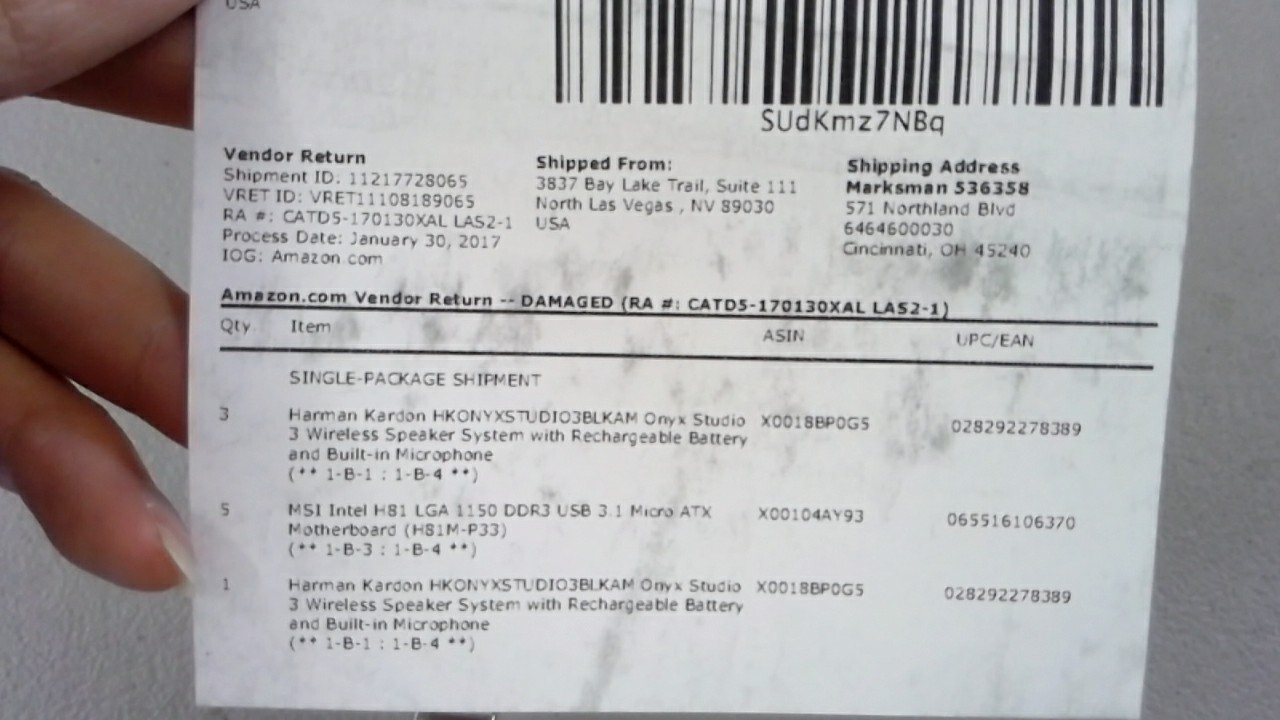 USA
SUdKmz7NBq
Vendor Return
Shipment ID: 11217728065
VRET ID: VRET11108189065
RA #: CATD5-170130XAL LAS2-1
Process Date: January 30, 2017
IOG: Amazon.com
Shipped From:
3837 Bay Lake Trail, Suite 111
North Las Vegas , NV 89030
USA
Shipping Address
Marksman 536358
571 Northland Blvd
6464600030
Cincinnati, OH 45240
Amazon.com Vendor Return -- DAMAGED (RA #: CATD5-170130XAL LAS2-1)
Qty Item ASIN UPC/EAN
SINGLE-PACKAGE SHIPMENT
3 Harman Kardon HKONYXSTUDIO3BLKAM Onyx Studio X0018BP0G5 028292278389
3 Wireless Speaker System with Rechargeable Battery
and Built-in Microphone
(** 1-B-1 : 1-B-4 **)
5 MSI Intel H81 LGA 1150 DDR3 USB 3.1 Micro ATX X00104AY93 065516106370
Motherboard (H81M-P33)
(** 1-B-3 : 1-B-4 **)
1 Harman Kardon HKONYXSTUDIO3BLKAM Onyx Studio X0018BP0G5 028292278389
3 Wireless Speaker System with Rechargeable Battery
and Built-in Microphone
(** 1-B-1 : 1-B-4 **)